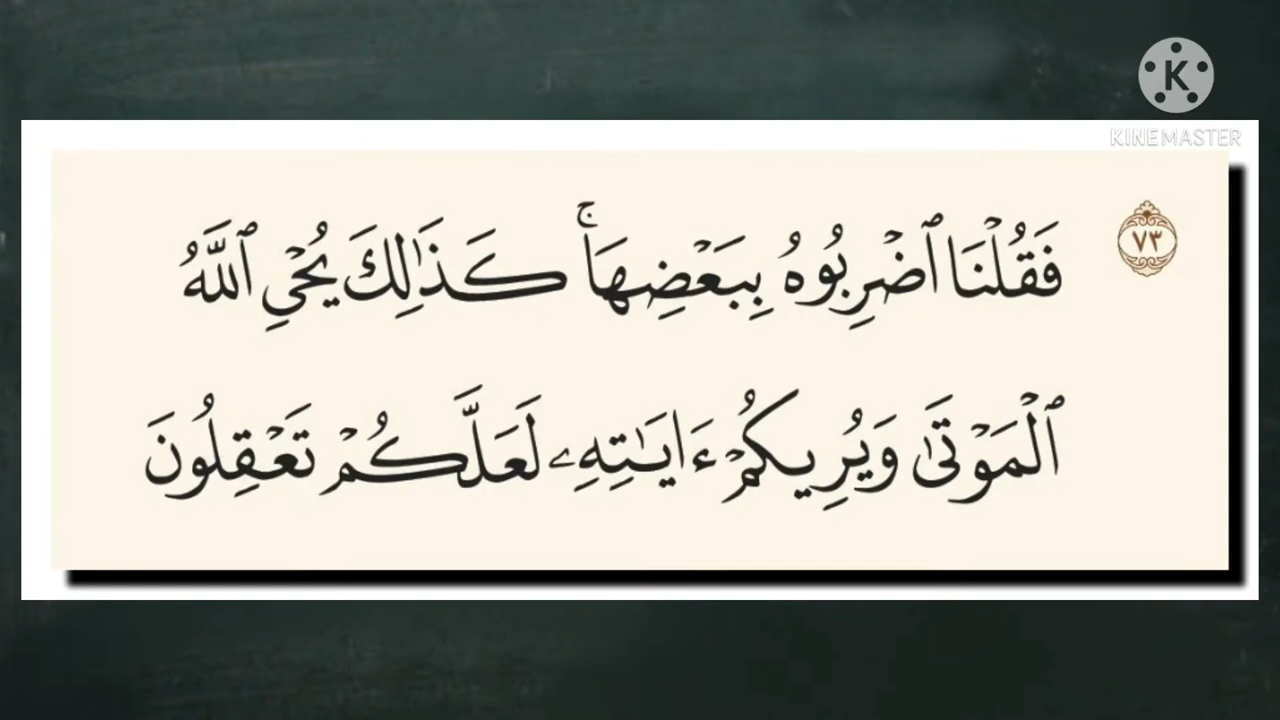 K
KINEMASTER
٧٣ فَقُلْنَا ٱضْرِبُوهُ بِبَعْضِهَاۚ كَذَٰلِكَ يُحْىِ ٱللَّهُ
ٱلْمَوْتَىٰ وَيُرِيكُمْ ءَايَـٰتِهِۦ لَعَلَّكُمْ تَعْقِلُونَ